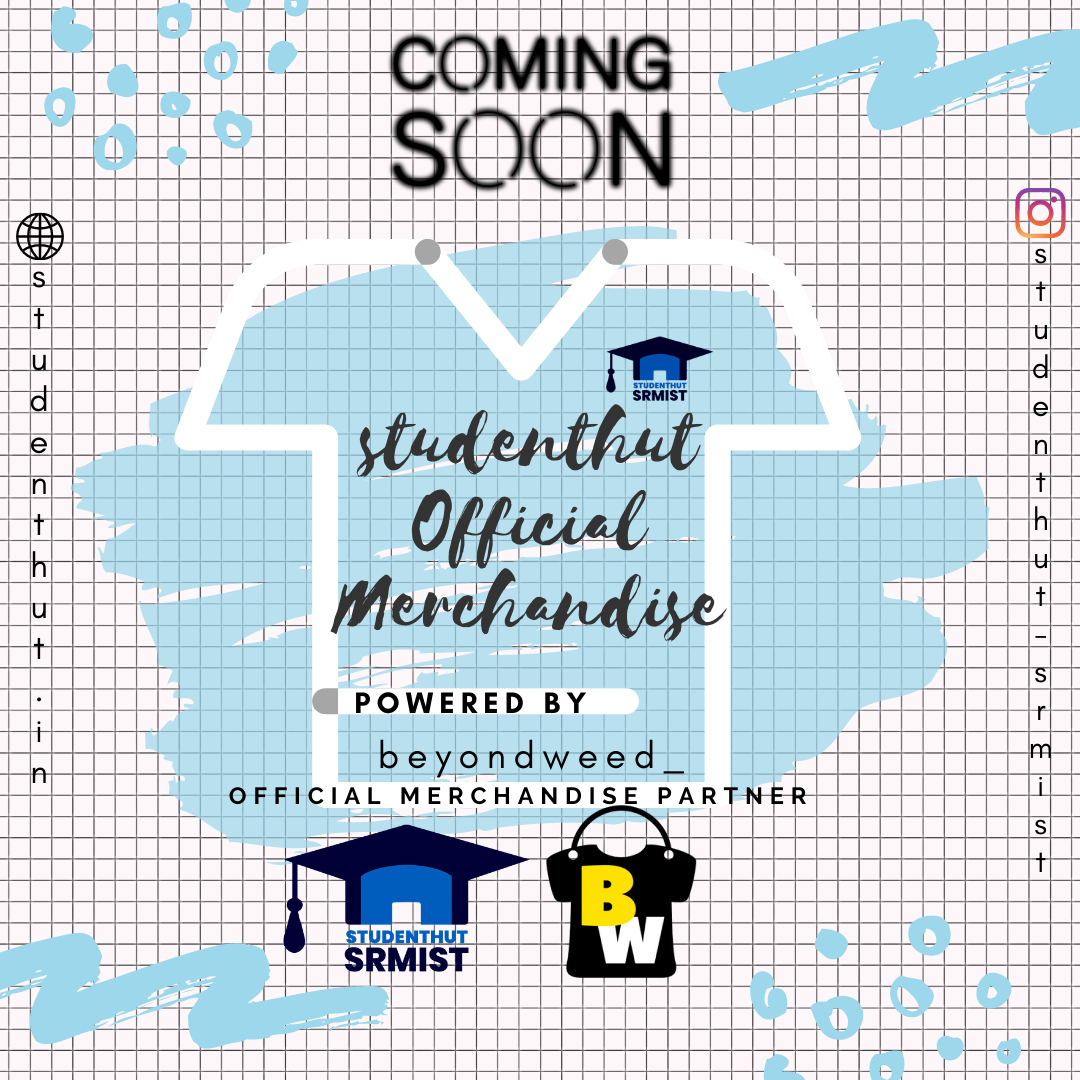 COMING
SOON
studenthut.in
studenthut-srmist
STUDENTHUT
SRMIST
studenthut
Official
Merchandise
POWERED BY
beyondweed_
OFFICIAL MERCHANDISE PARTNER
STUDENTHUT
SRMIST
B
W